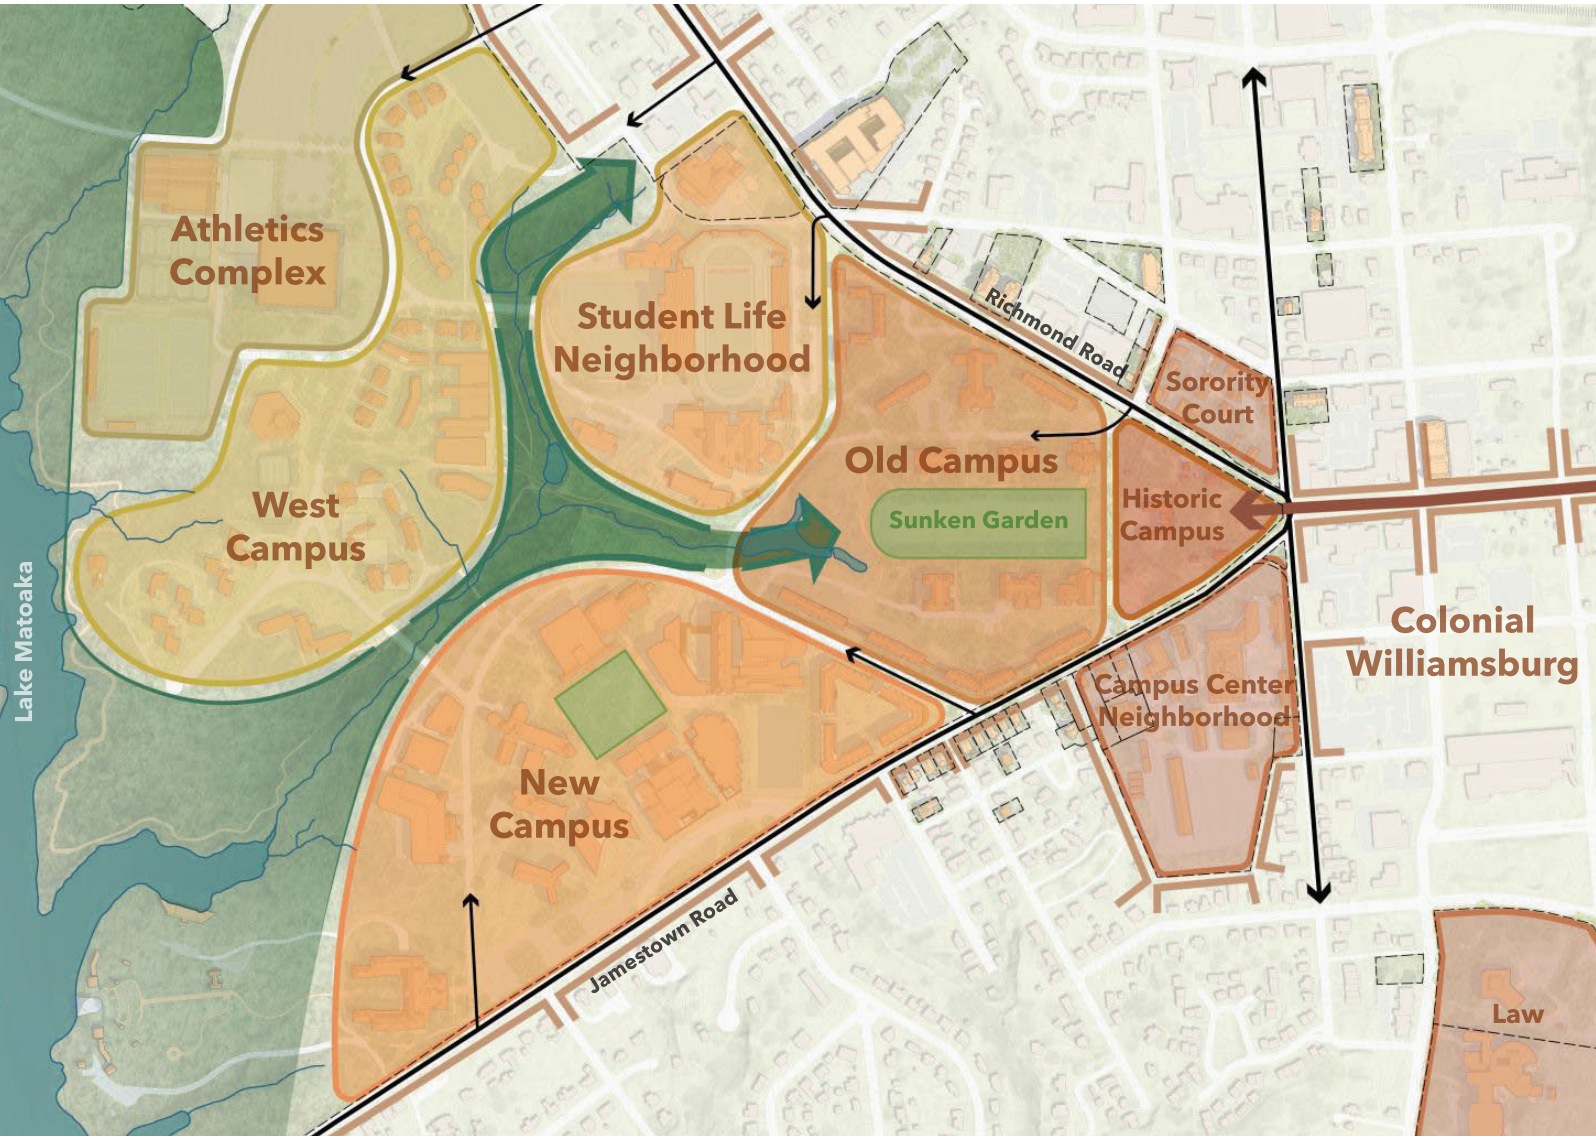 Athletics
Complex
Student Life
Neighborhood
Richmond Road
Sorority
Court
Old Campus
Historic
Campus
Sunken Garden
West
Campus
Lake Matoaka
Colonial
Williamsburg
Campus Center
Neighborhood
New
Campus
Jamestown Road
Law